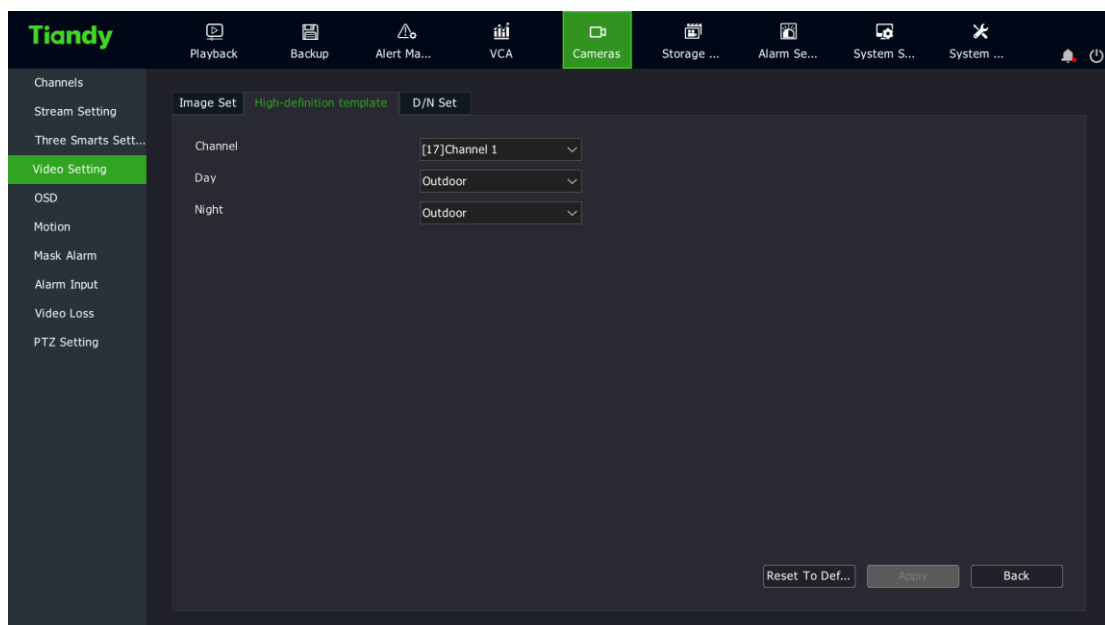 Tiandy
Playback Backup Alert Ma... VCA Cameras Storage ... Alarm Se... System S... System ...
Channels
Stream Setting
Three Smarts Sett...
Video Setting
OSD
Motion
Mask Alarm
Alarm Input
Video Loss
PTZ Setting
Image Set High-definition template D/N Set
Channel [17]Channel 1
Day Outdoor
Night Outdoor
Reset To Def... Apply Back